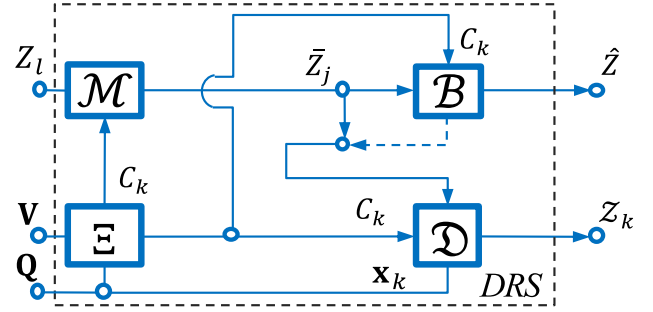 C_k
Z_l
Z̄_j
Ẑ
ℳ
ℬ
C_k
V
Ξ
C_k
𝔇
𝒵_k
Q
x_k
DRS